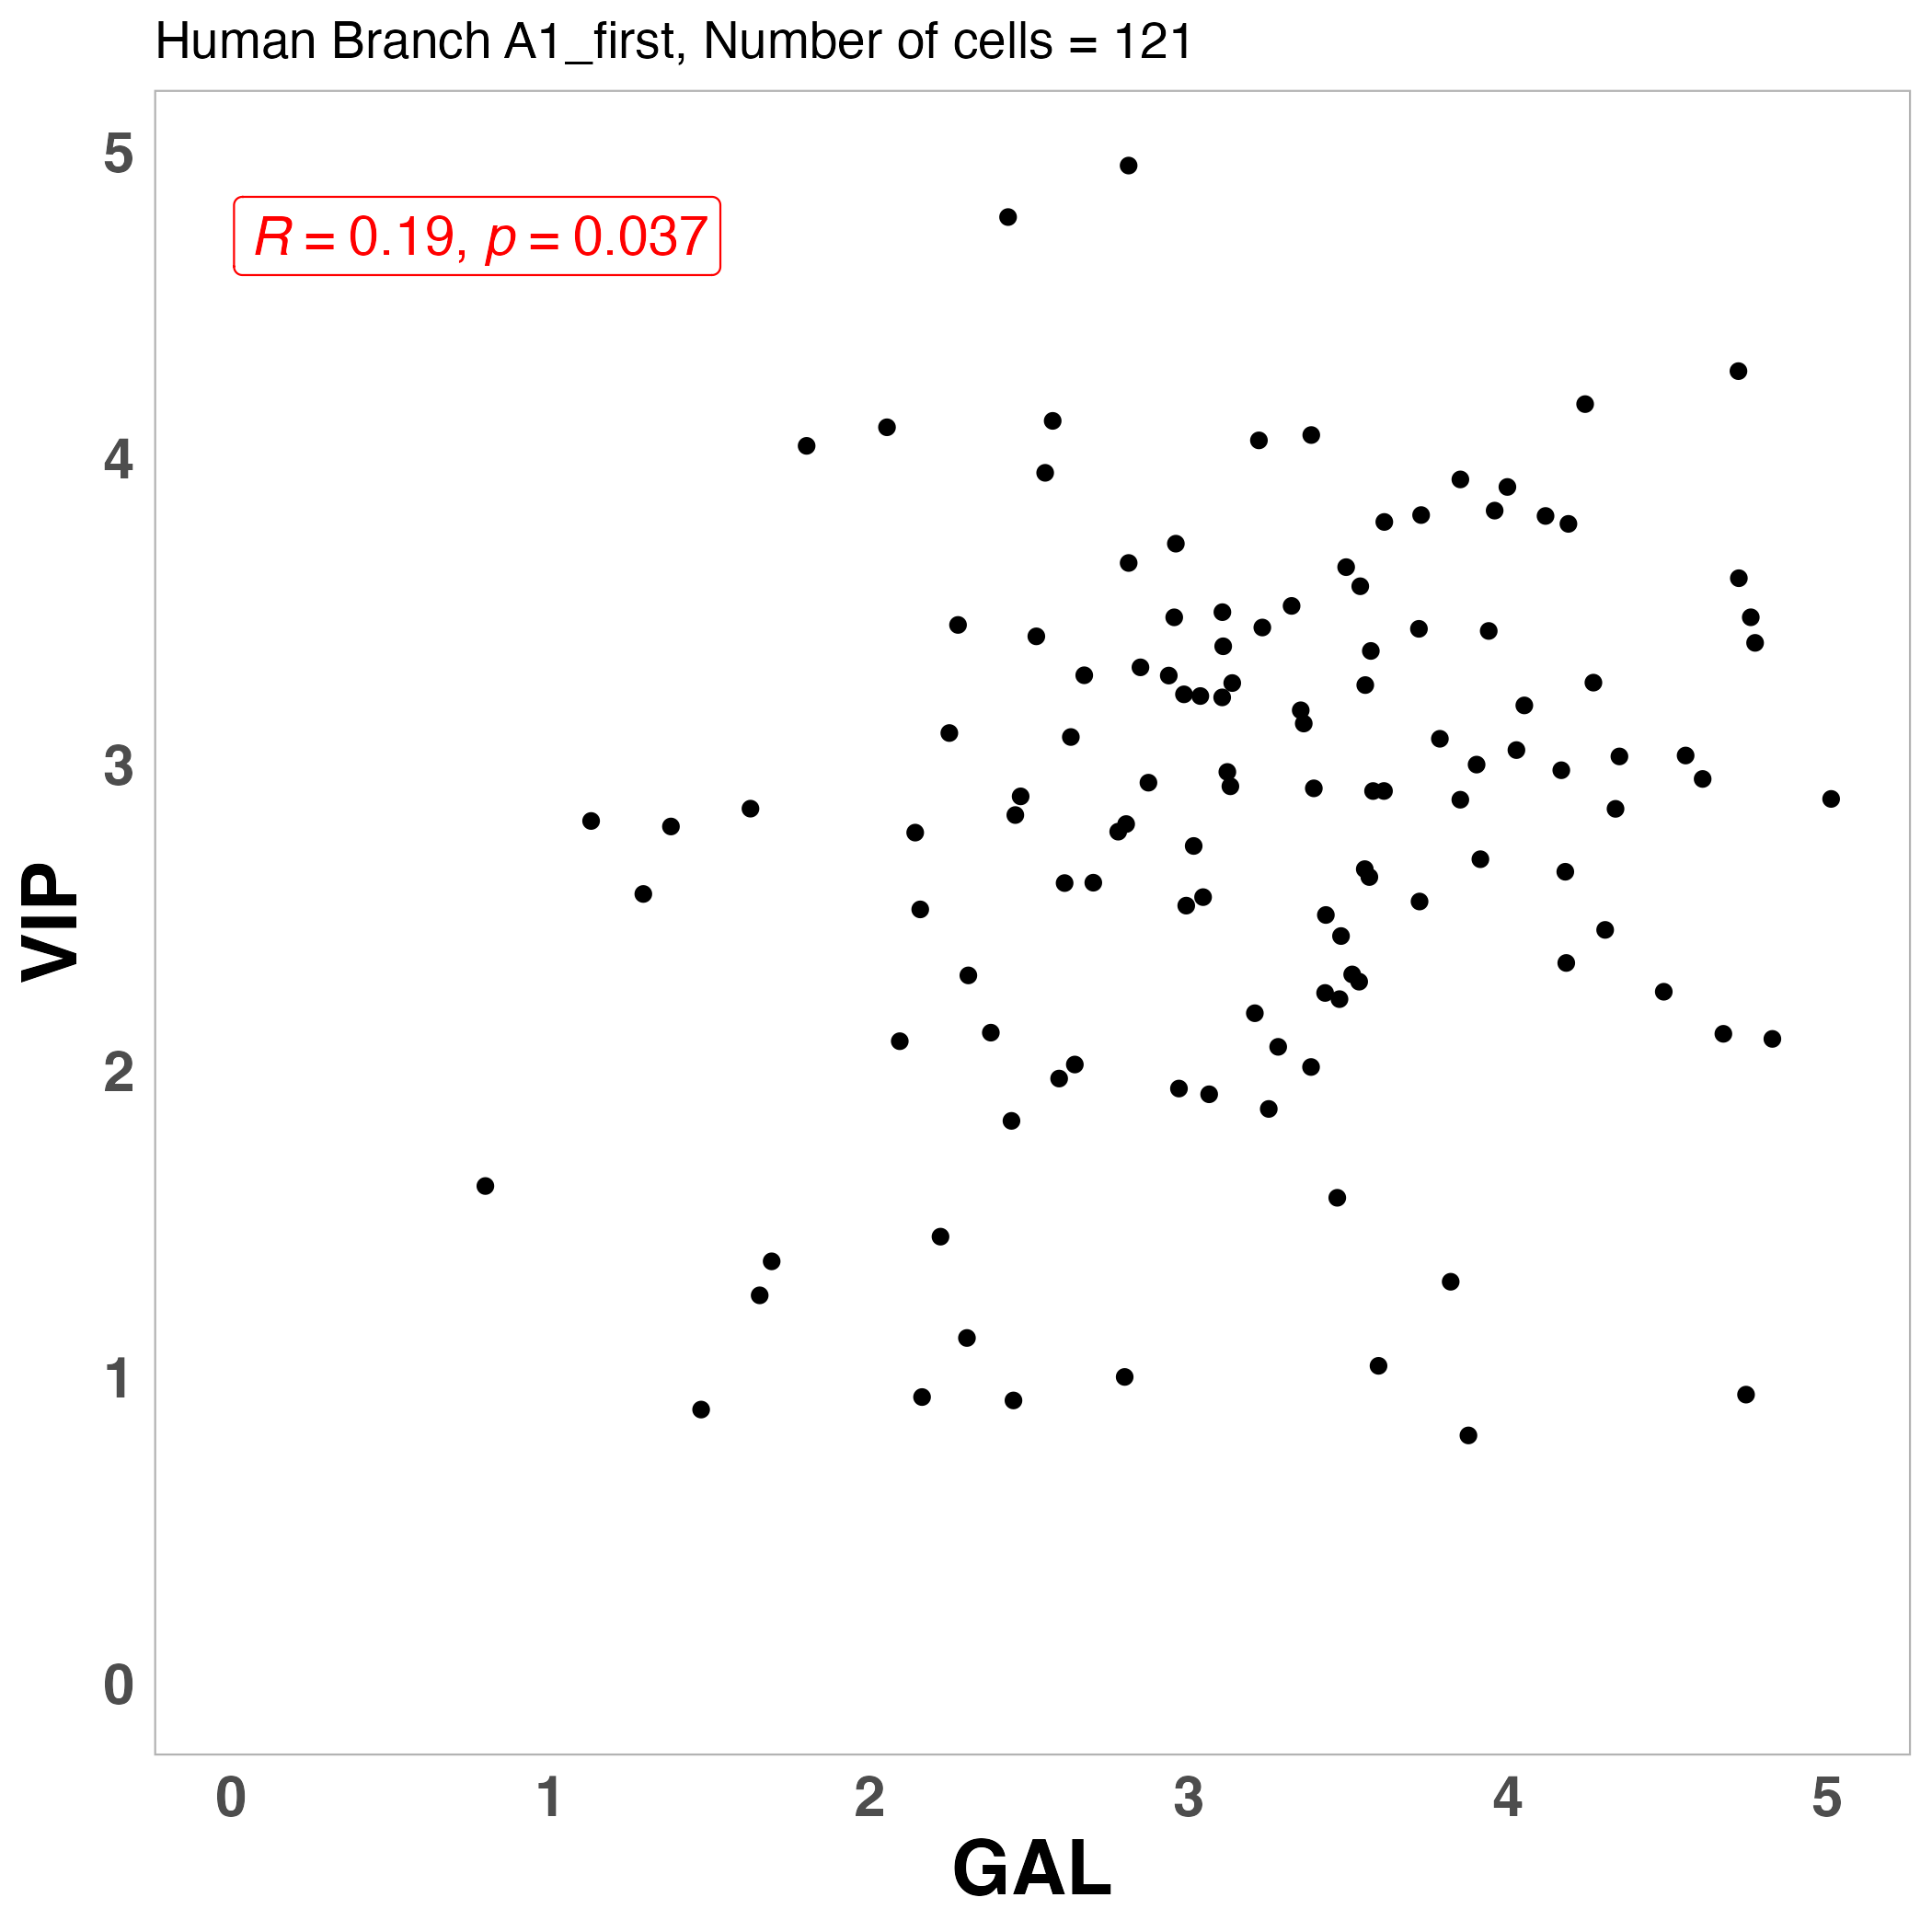 Human Branch A1_first, Number of cells = 121
5
R = 0.19, p = 0.037
4
3
VIP
2
1
0
0 1 2 3 4 5
GAL